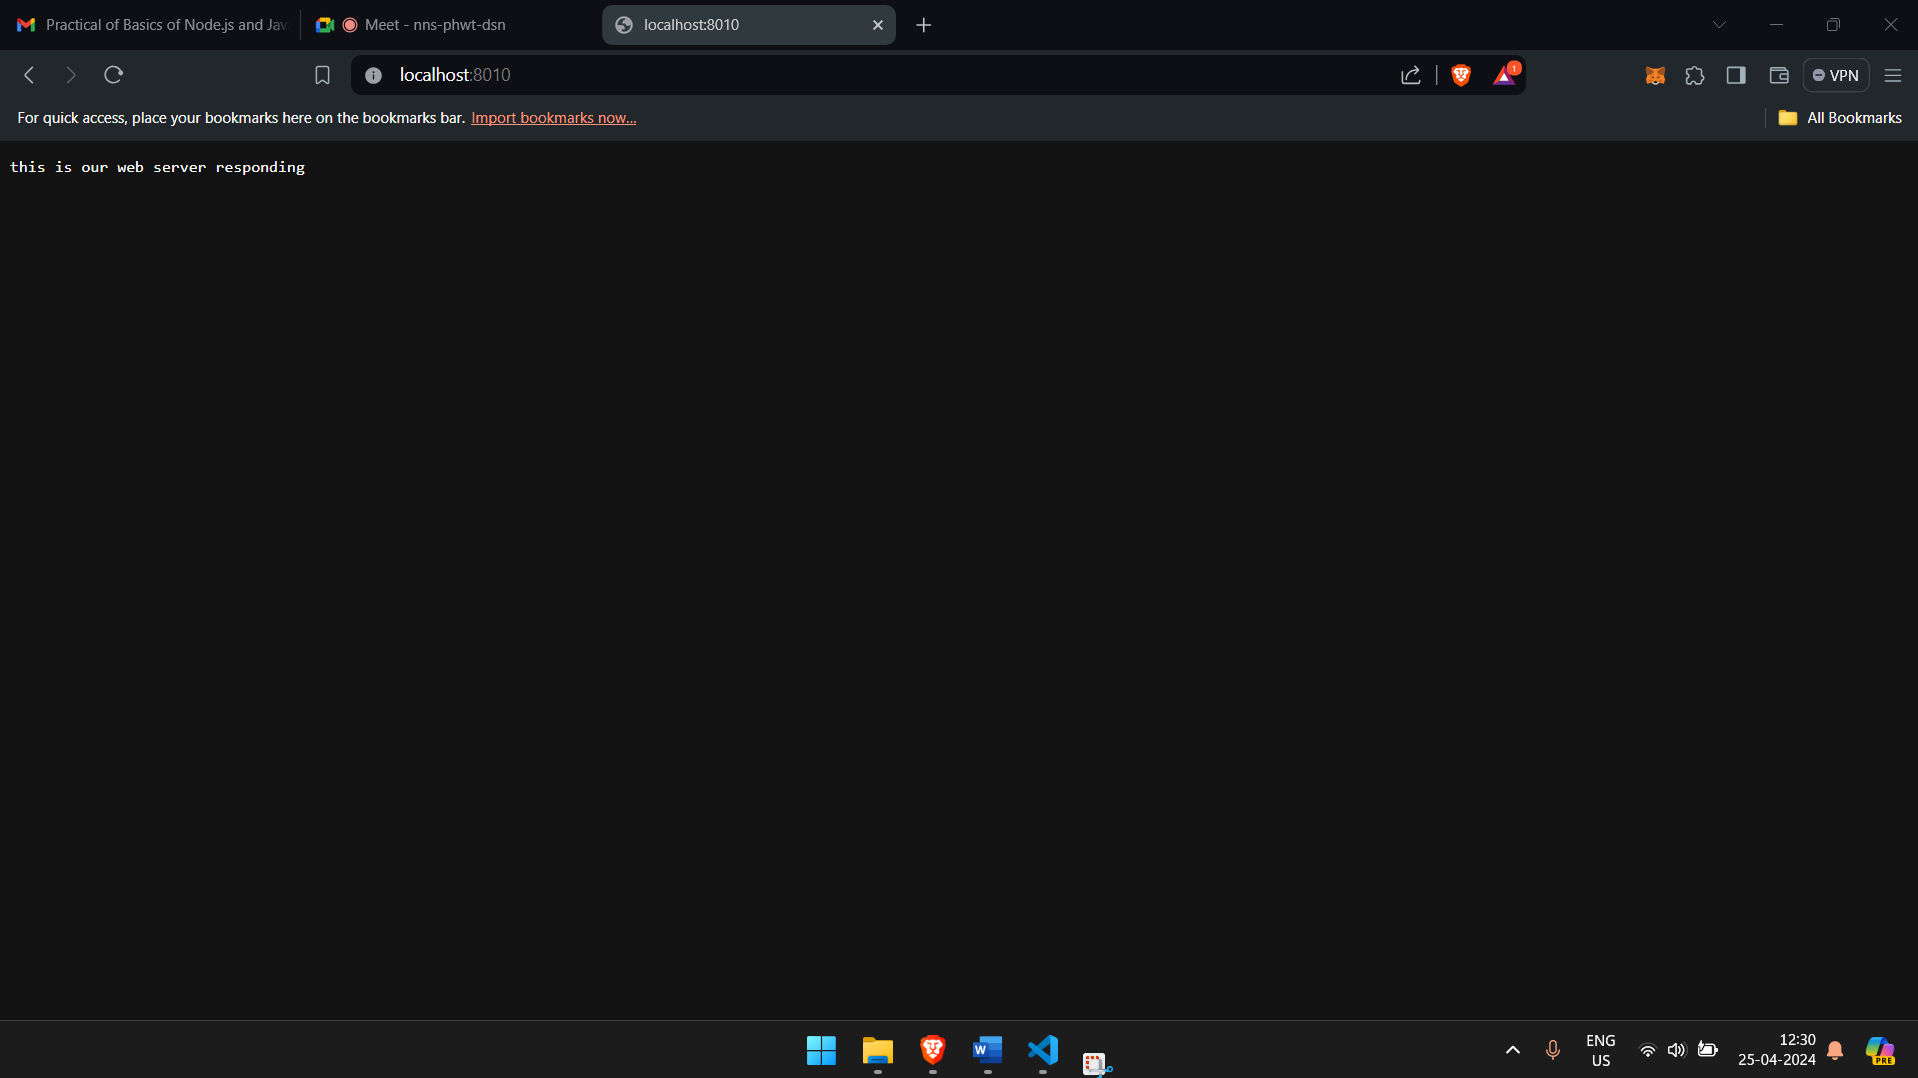 Practical of Basics of Node.js and Jav
Meet - nns-phwt-dsn
localhost:8010
localhost:8010
1
VPN
For quick access, place your bookmarks here on the bookmarks bar. Import bookmarks now...
All Bookmarks
this is our web server responding
W
ENG
US
12:30
25-04-2024
PRE